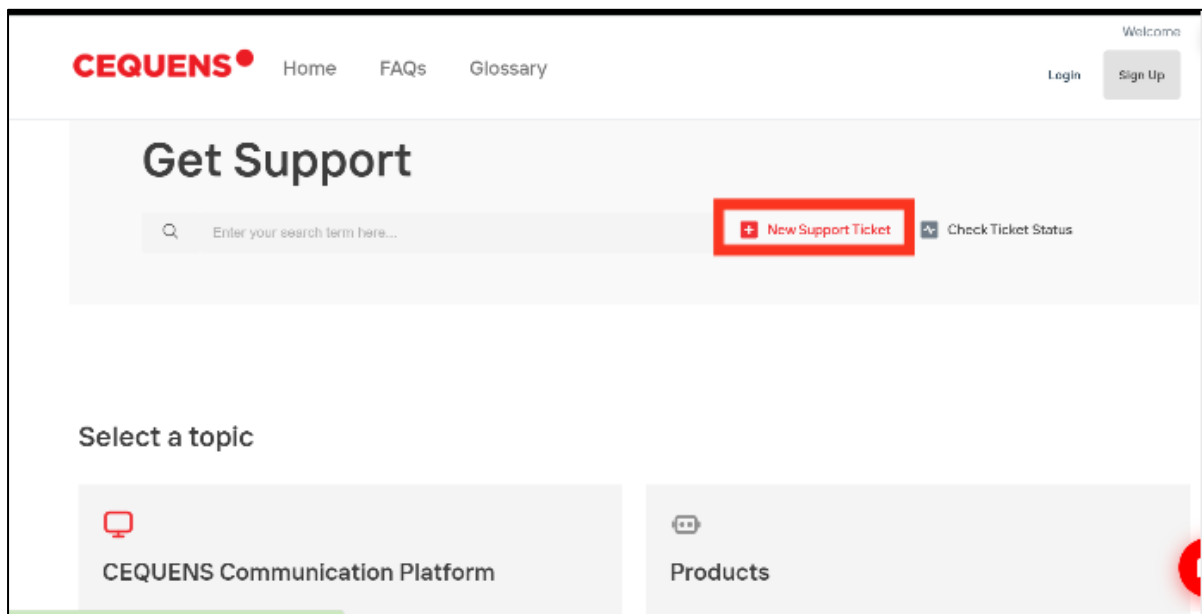 Welcome
CEQUENS Home FAQs Glossary Login Sign Up
Get Support
Enter your search term here... New Support Ticket Check Ticket Status
Select a topic
CEQUENS Communication Platform Products